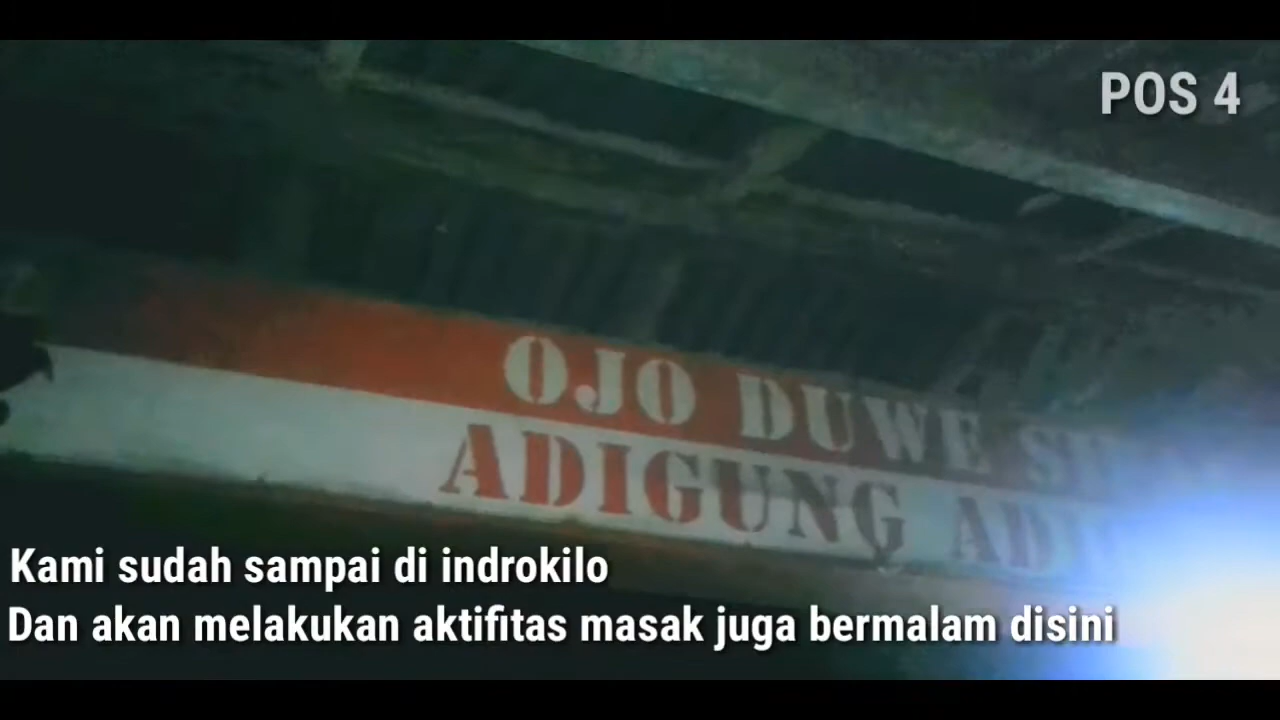 POS 4
OJO DUWE
ADIGUNG
Kami sudah sampai di indrokilo
Dan akan melakukan aktifitas masak juga bermalam disini